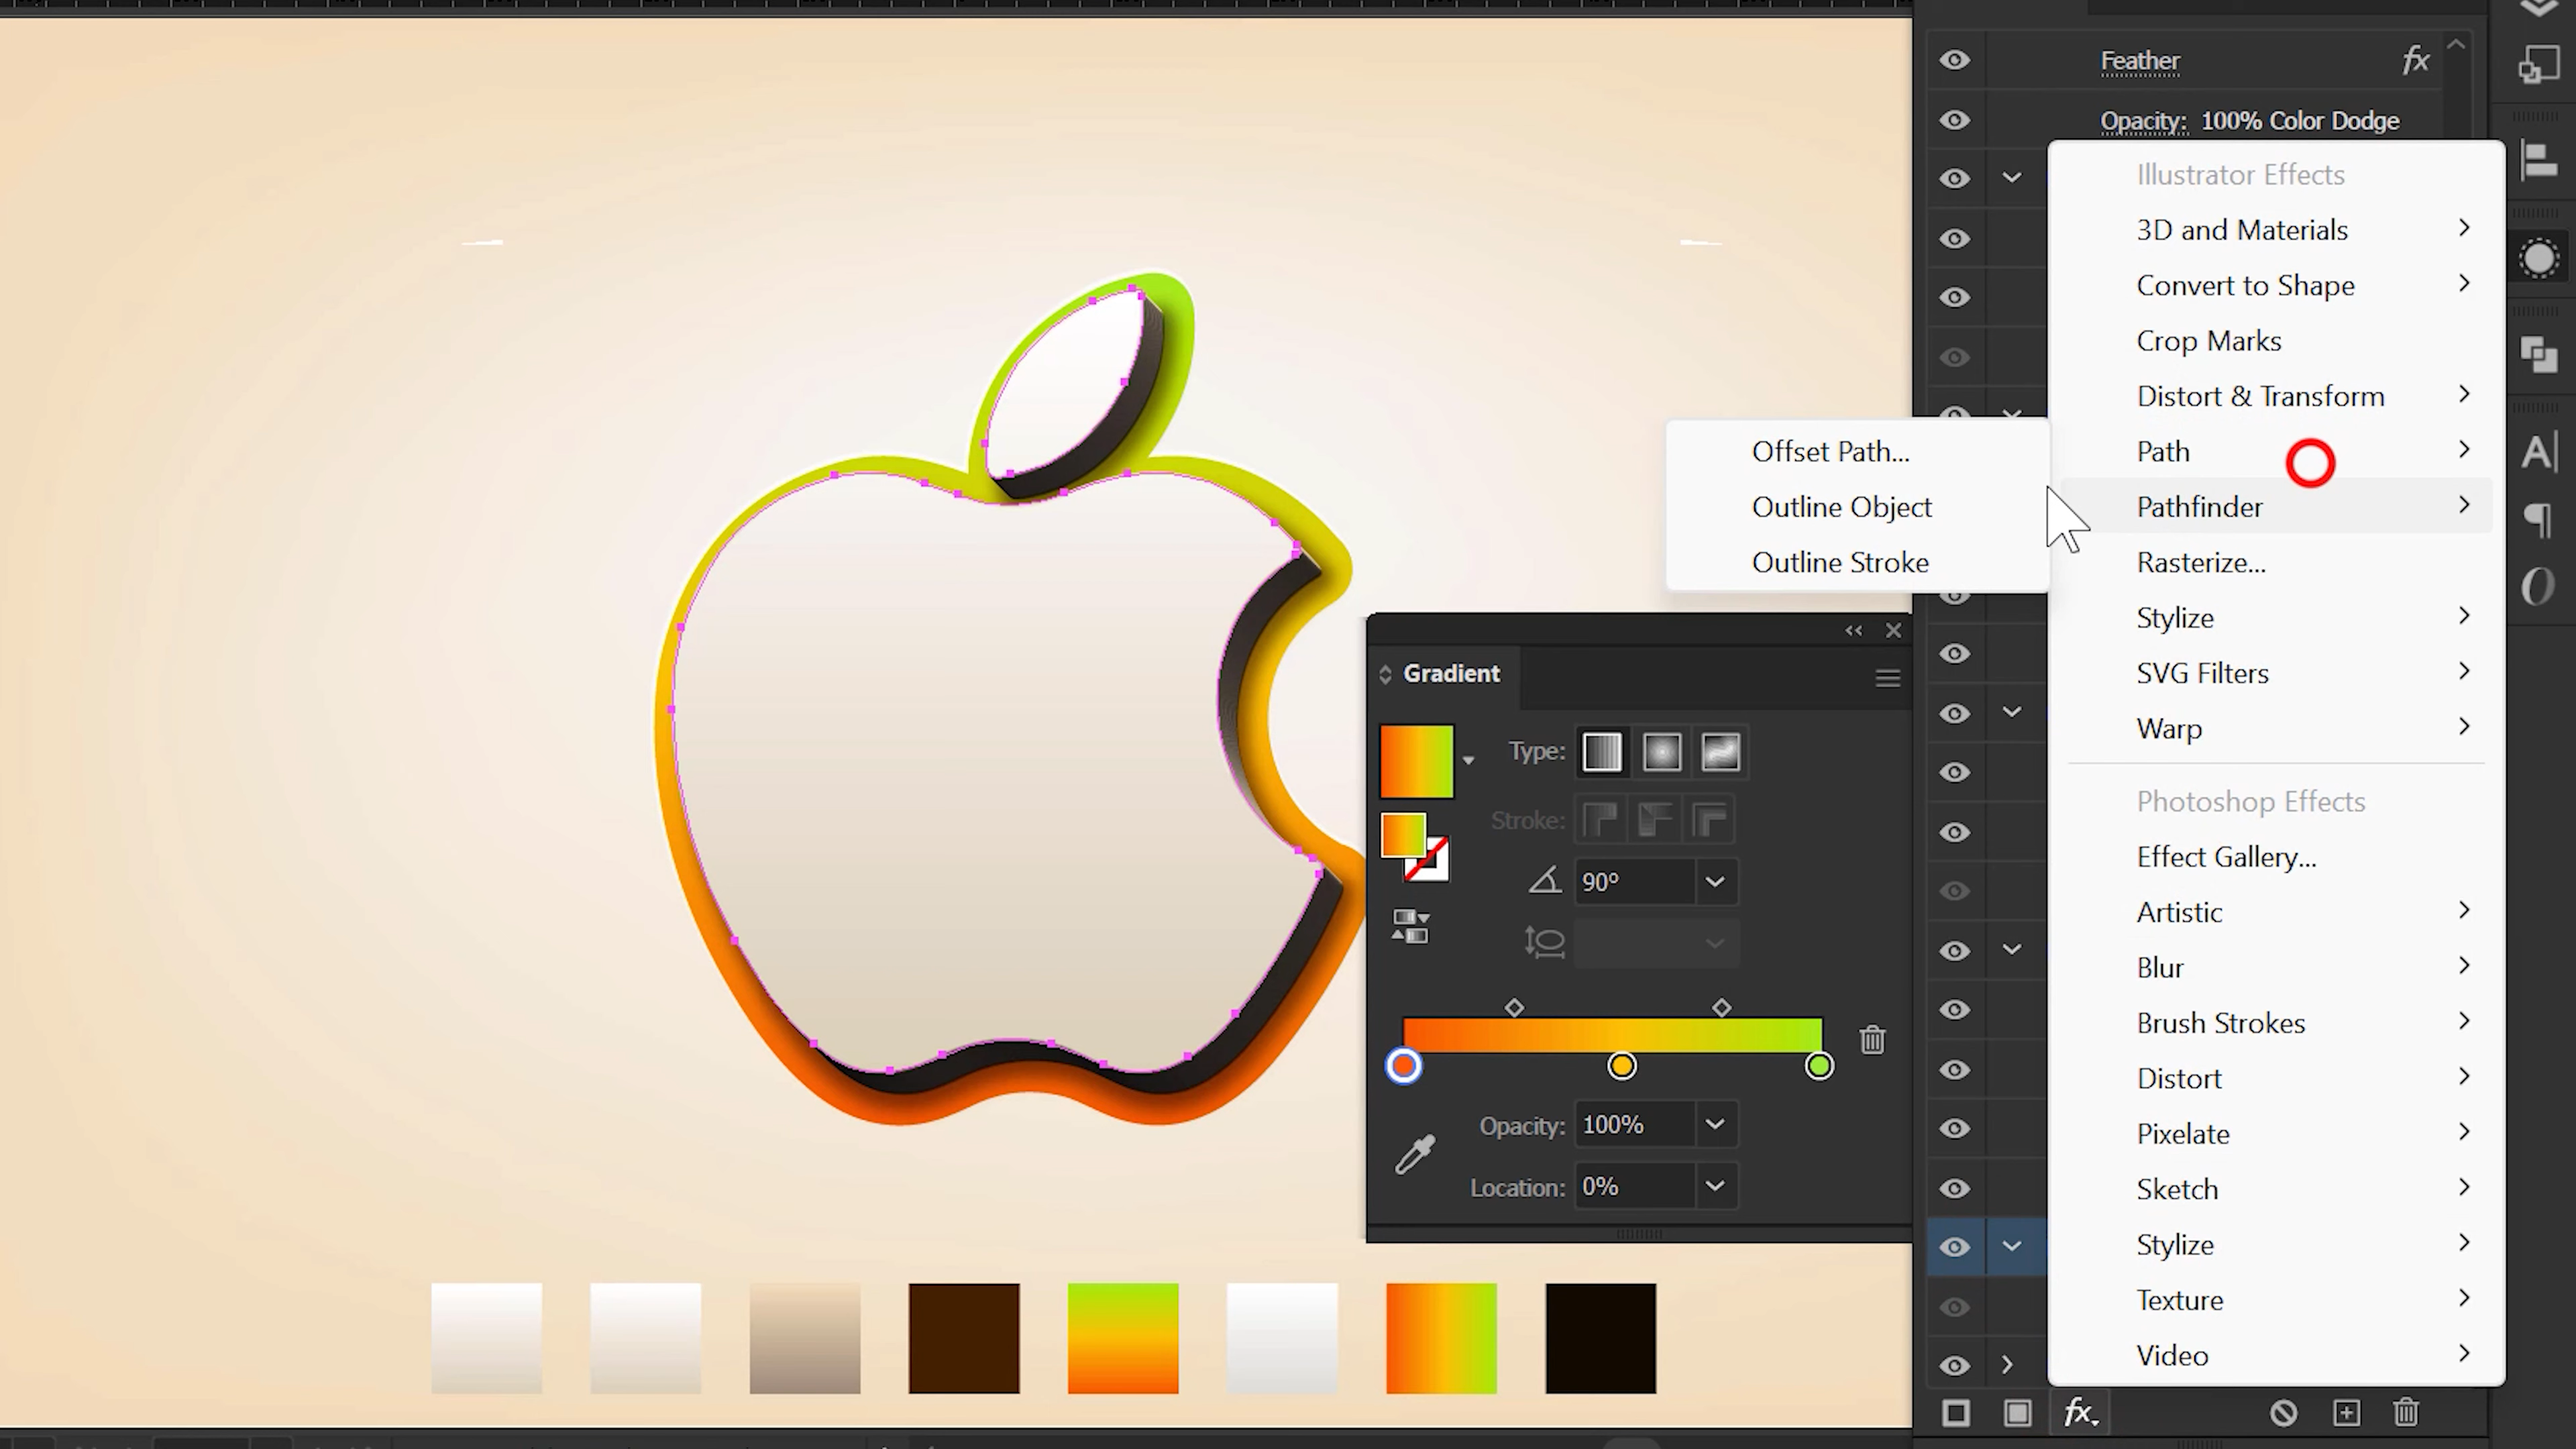 Feather
fx
Opacity: 100% Color Dodge
Illustrator Effects
3D and Materials
Convert to Shape
Crop Marks
Distort & Transform
Path
Pathfinder
Rasterize...
Stylize
SVG Filters
Warp
Photoshop Effects
Effect Gallery...
Artistic
Blur
Brush Strokes
Distort
Pixelate
Sketch
Stylize
Texture
Video
Offset Path...
Outline Object
Outline Stroke
Gradient
Type:
Stroke:
90°
Opacity: 100%
Location: 0%
fx